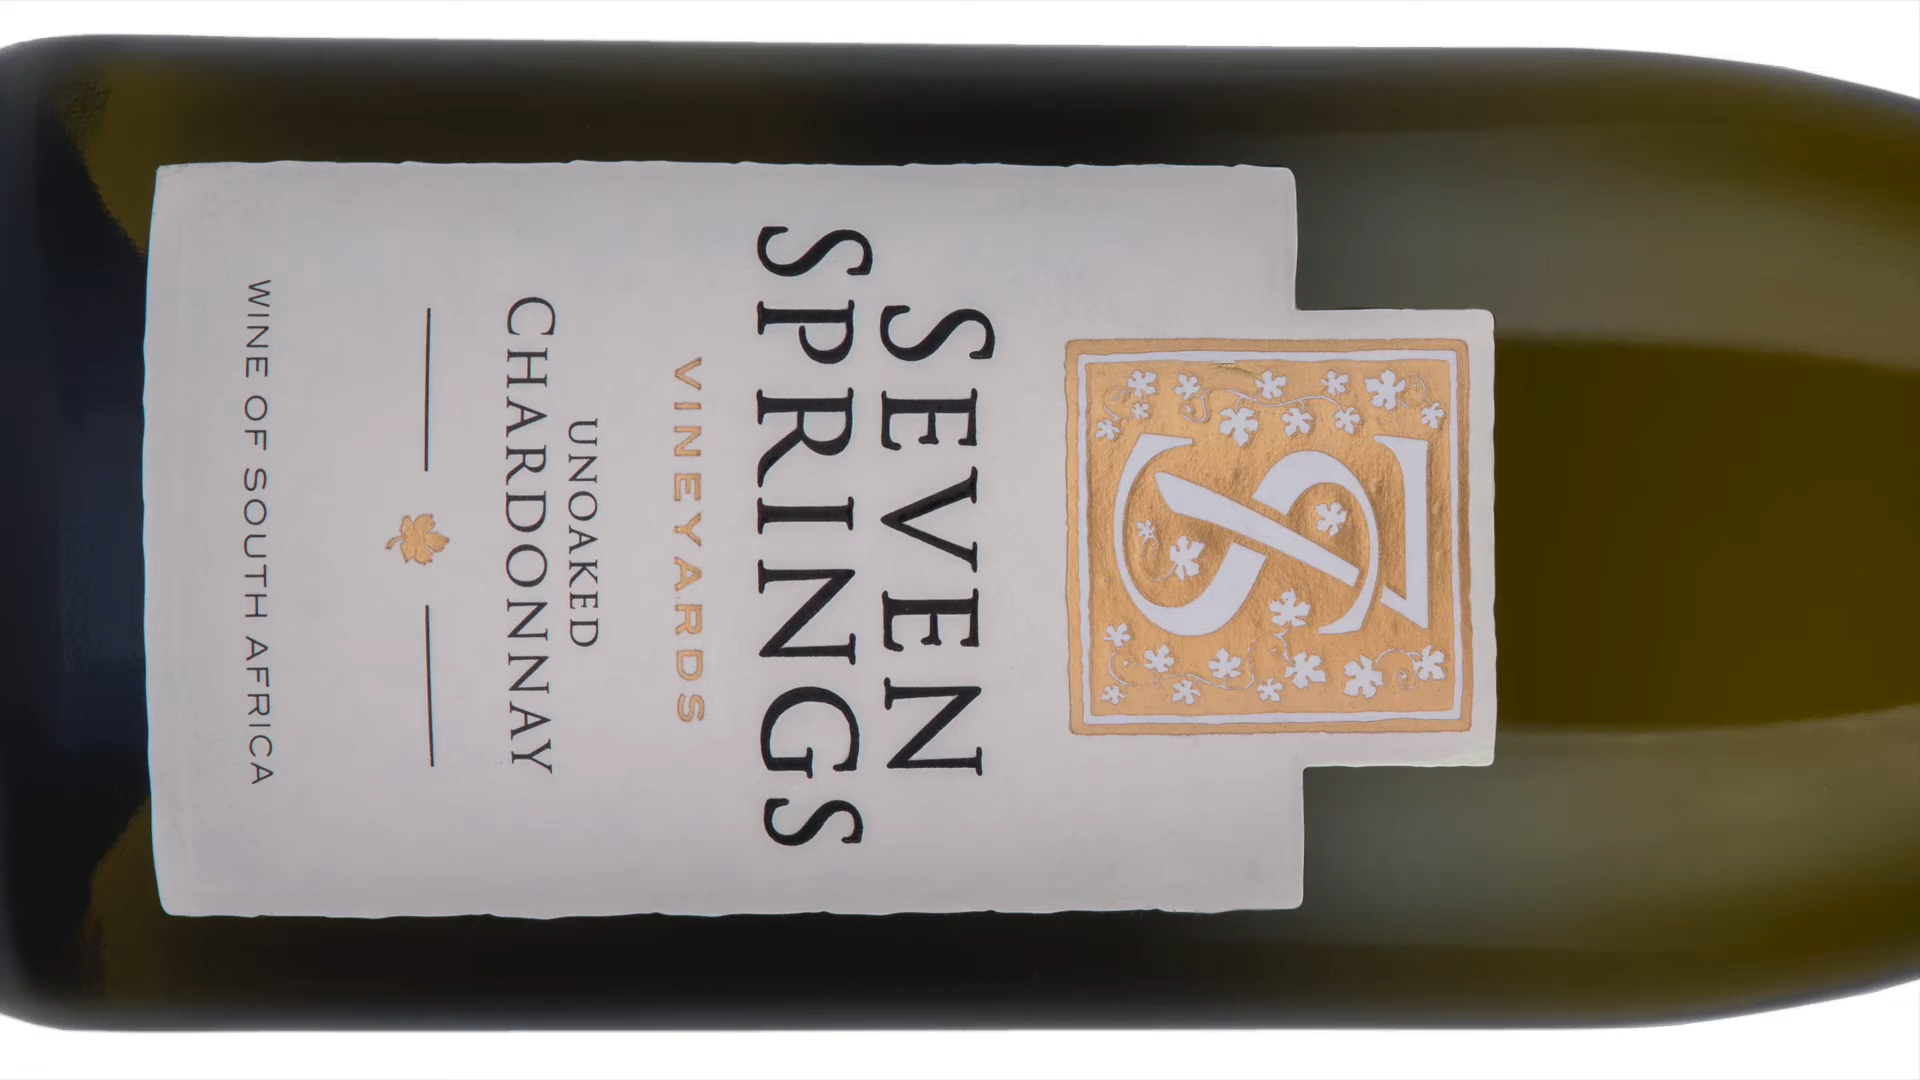 SEVEN
SPRINGS
VINEYARDS
UNOAKED
CHARDONNAY
WINE OF SOUTH AFRICA